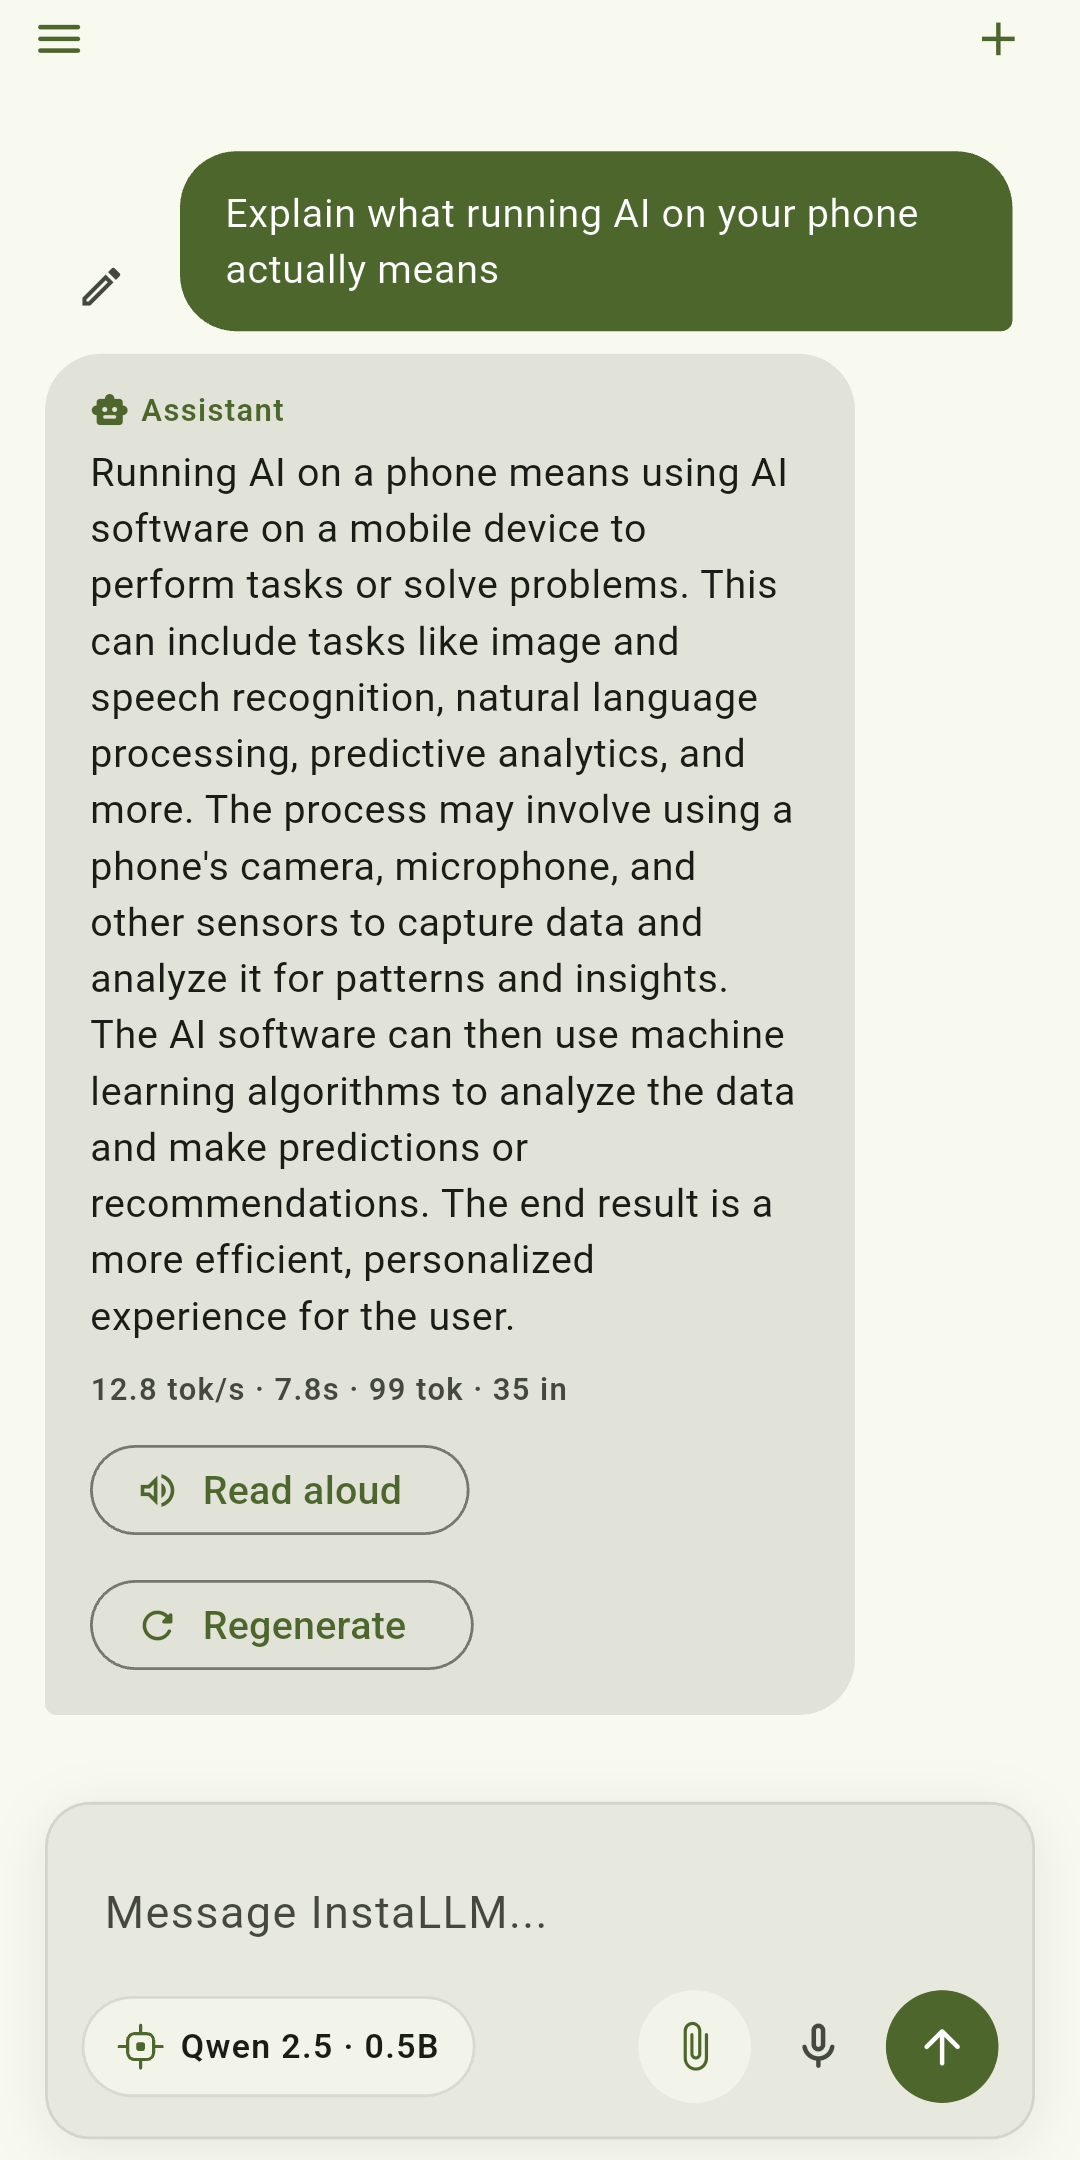 Explain what running AI on your phone
actually means
Assistant
Running AI on a phone means using AI
software on a mobile device to
perform tasks or solve problems. This
can include tasks like image and
speech recognition, natural language
processing, predictive analytics, and
more. The process may involve using a
phone's camera, microphone, and
other sensors to capture data and
analyze it for patterns and insights.
The AI software can then use machine
learning algorithms to analyze the data
and make predictions or
recommendations. The end result is a
more efficient, personalized
experience for the user.
12.8 tok/s · 7.8s · 99 tok · 35 in
Read aloud
Regenerate
Message InstaLLM...
Qwen 2.5 · 0.5B